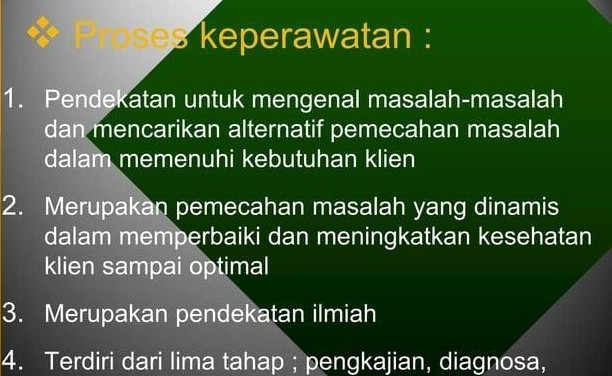 Proses keperawatan :
1. Pendekatan untuk mengenal masalah-masalah
dan mencarikan alternatif pemecahan masalah
dalam memenuhi kebutuhan klien
2. Merupakan pemecahan masalah yang dinamis
dalam memperbaiki dan meningkatkan kesehatan
klien sampai optimal
3. Merupakan pendekatan ilmiah
4. Terdiri dari lima tahap ; pengkajian, diagnosa,